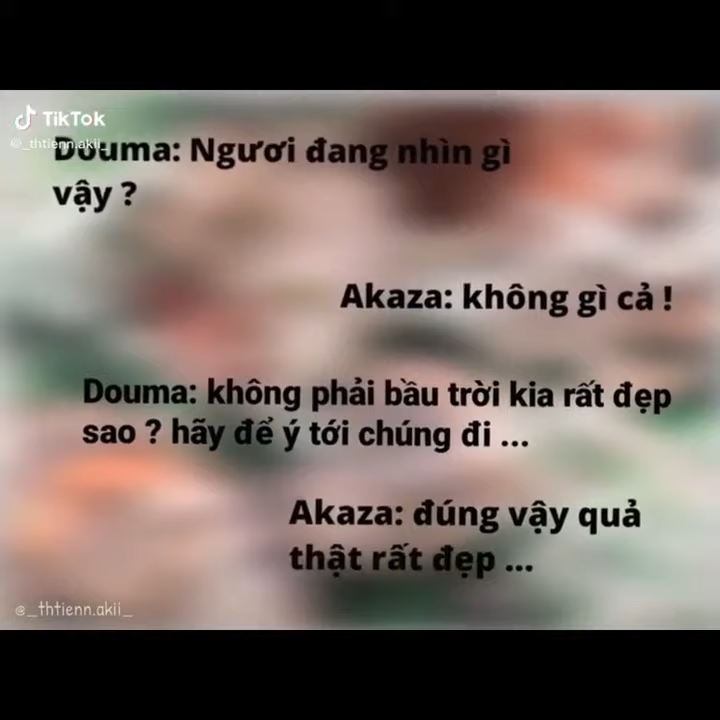 TikTok
@_thtienn.akii_
Douma: Ngươi đang nhìn gì
vậy ?
Akaza: không gì cả !
Douma: không phải bầu trời kia rất đẹp
sao ? hãy để ý tới chúng đi ...
Akaza: đúng vậy quả
thật rất đẹp ...
@_thtienn.akii_